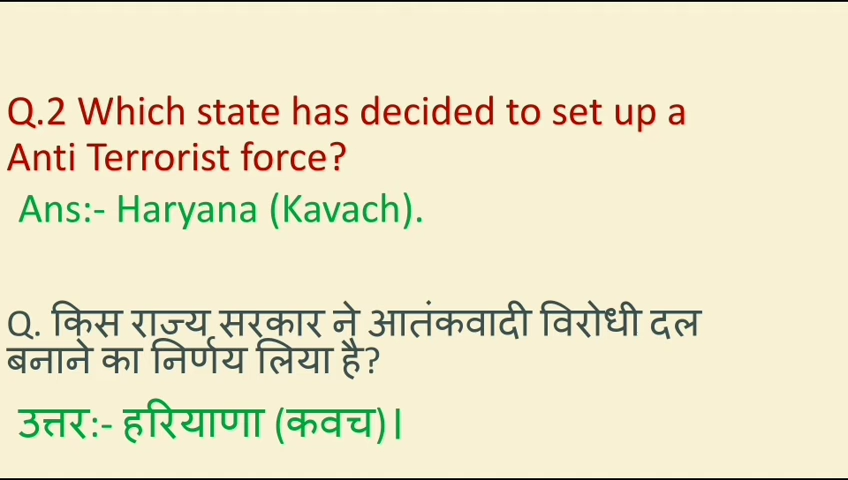 Q.2 Which state has decided to set up a
Anti Terrorist force?
Ans:- Haryana (Kavach).
Q. किस राज्य सरकार ने आतंकवादी विरोधी दल
बनाने का निर्णय लिया है?
उत्तर:- हरियाणा (कवच)।